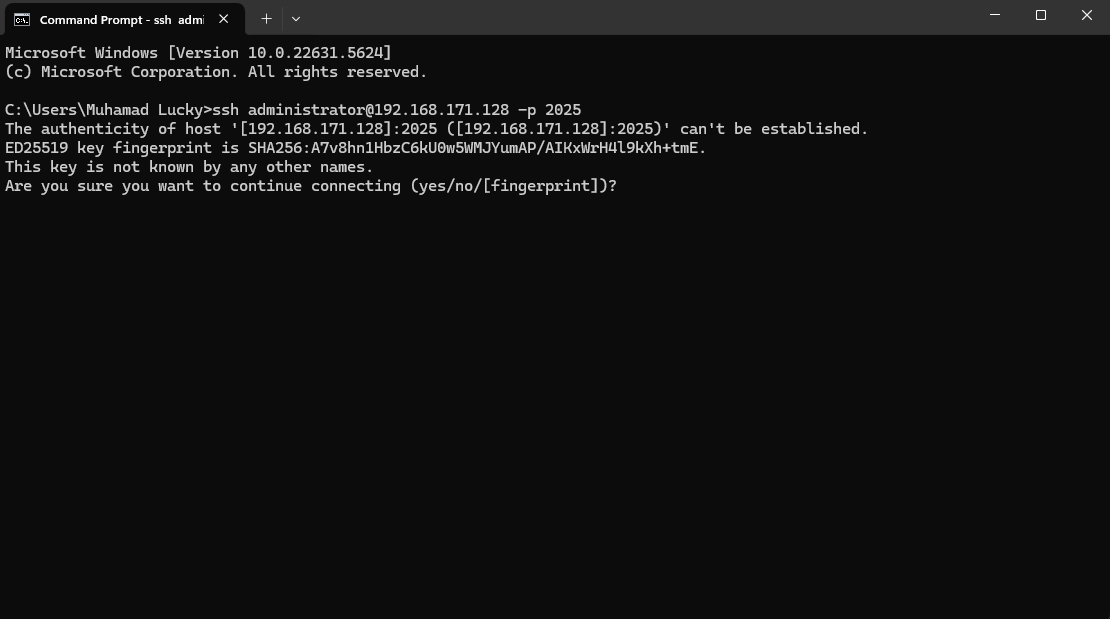 Command Prompt - ssh admi
Microsoft Windows [Version 10.0.22631.5624]
(c) Microsoft Corporation. All rights reserved.
C:\Users\Muhamad Lucky>ssh administrator@192.168.171.128 -p 2025
The authenticity of host '[192.168.171.128]:2025 ([192.168.171.128]:2025)' can't be established.
ED25519 key fingerprint is SHA256:A7v8hn1HbzC6kU0w5WMJYumAP/AIKxWrH4l9kXh+tmE.
This key is not known by any other names.
Are you sure you want to continue connecting (yes/no/[fingerprint])?